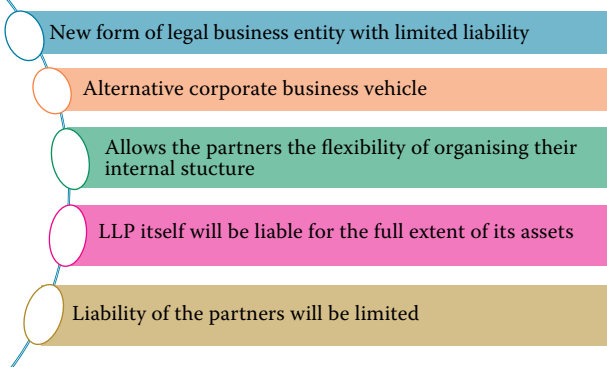 New form of legal business entity with limited liability
Alternative corporate business vehicle
Allows the partners the flexibility of organising their
internal stucture
LLP itself will be liable for the full extent of its assets
Liability of the partners will be limited